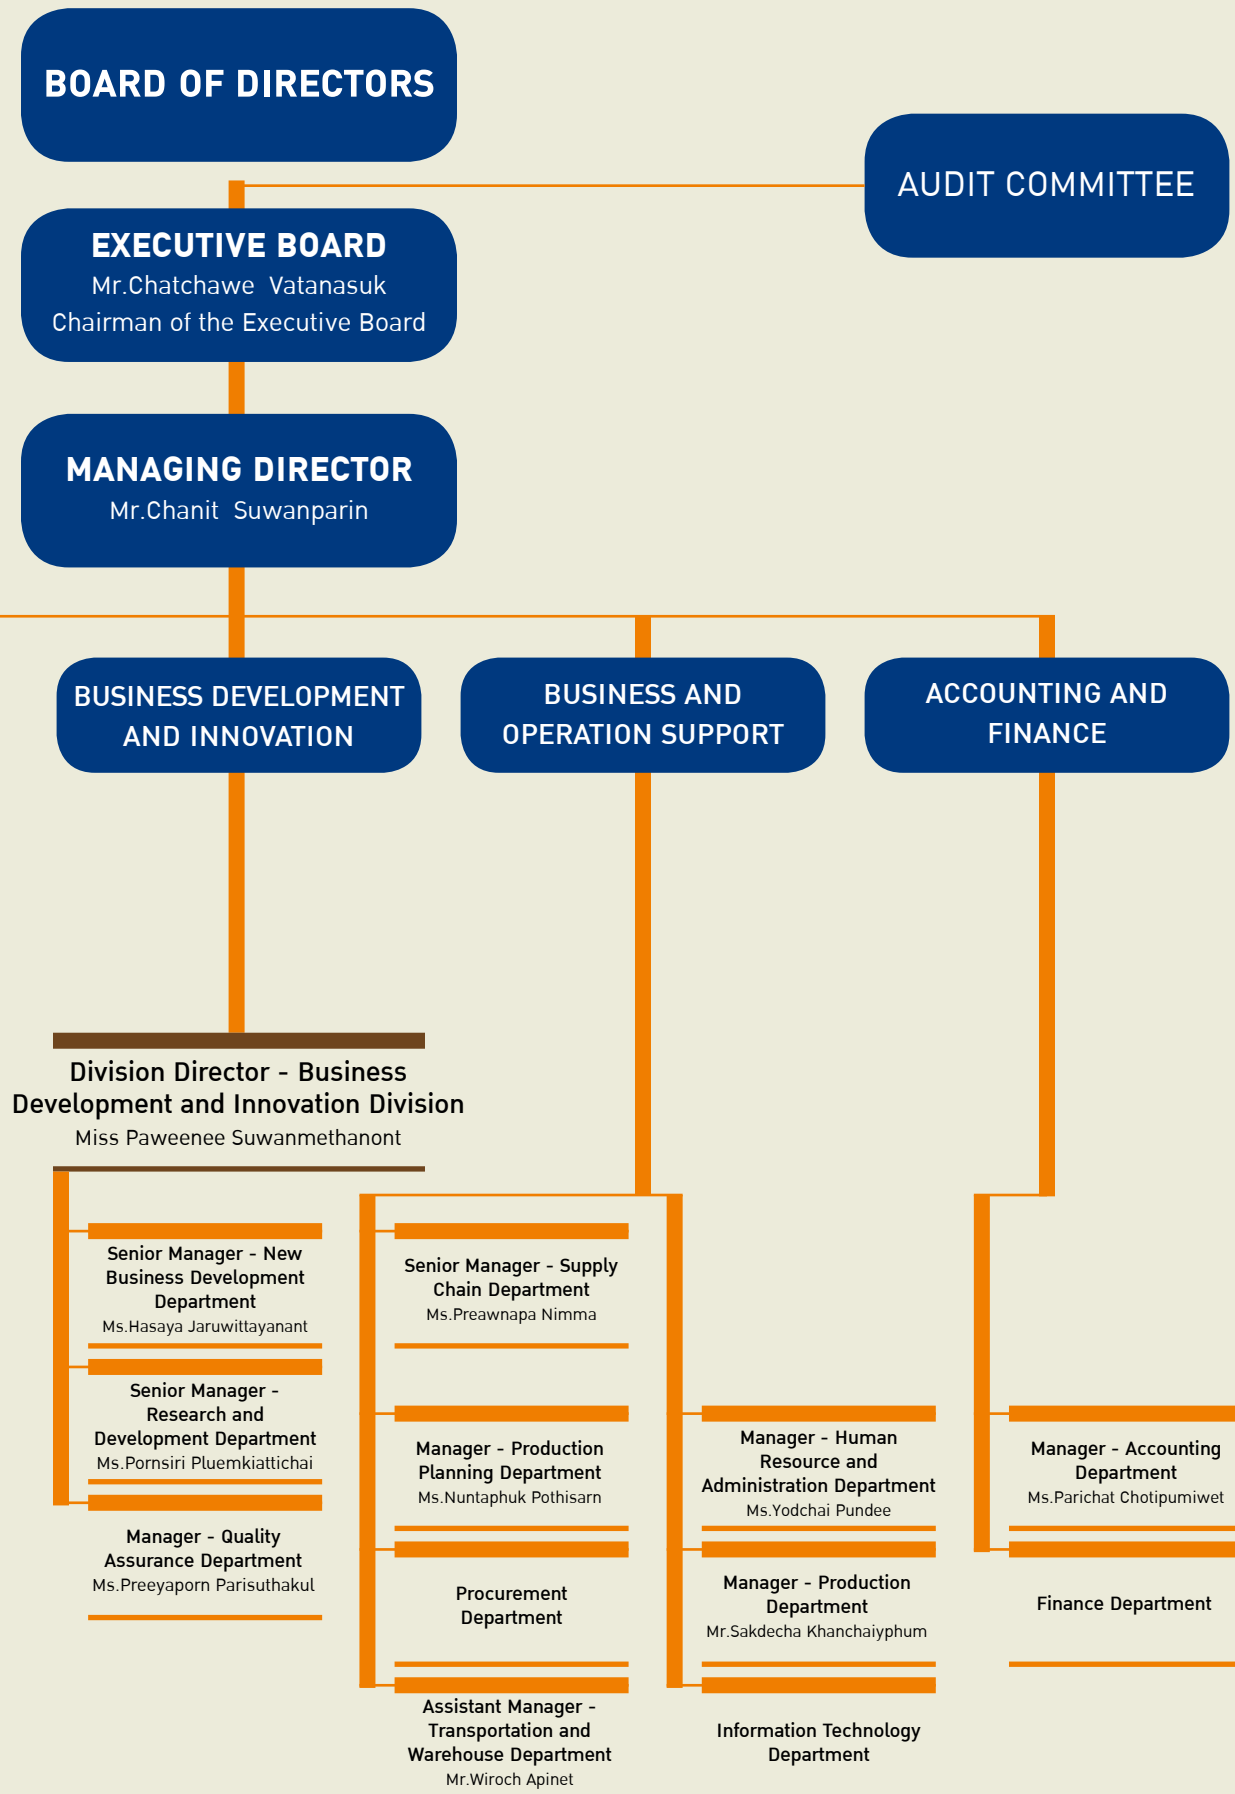 BOARD OF DIRECTORS
AUDIT COMMITTEE
EXECUTIVE BOARD
Mr.Chatchawe Vatanasuk
Chairman of the Executive Board
MANAGING DIRECTOR
Mr.Chanit Suwanparin
BUSINESS DEVELOPMENT
AND INNOVATION
BUSINESS AND
OPERATION SUPPORT
ACCOUNTING AND
FINANCE
Division Director - Business
Development and Innovation Division
Miss Paweenee Suwanmethanont
Senior Manager - New
Business Development
Department
Ms.Hasaya Jaruwittayanant
Senior Manager -
Research and
Development Department
Ms.Pornsiri Pluemkiattichai
Manager - Quality
Assurance Department
Ms.Preeyaporn Parisuthakul
Senior Manager - Supply
Chain Department
Ms.Preawnapa Nimma
Manager - Production
Planning Department
Ms.Nuntaphuk Pothisarn
Procurement
Department
Assistant Manager -
Transportation and
Warehouse Department
Mr.Wiroch Apinet
Manager - Human
Resource and
Administration Department
Ms.Yodchai Pundee
Manager - Production
Department
Mr.Sakdecha Khanchaiyphum
Information Technology
Department
Manager - Accounting
Department
Ms.Parichat Chotipumiwet
Finance Department